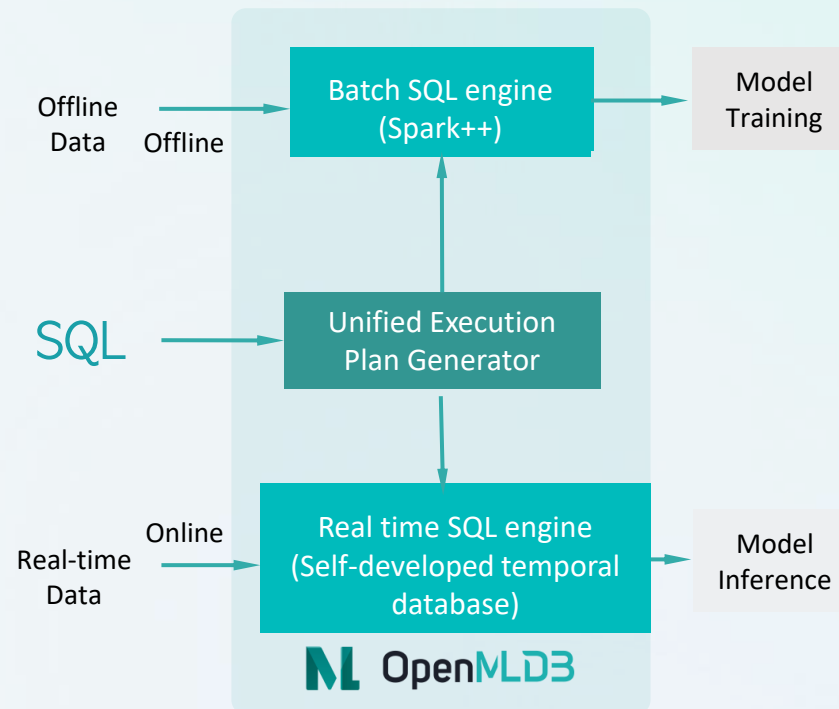 Offline
Data
Offline
Batch SQL engine
(Spark++)
Model
Training
SQL
Unified Execution
Plan Generator
Real-time
Data
Online
Real time SQL engine
(Self-developed temporal
database)
Model
Inference
OpenMLDB